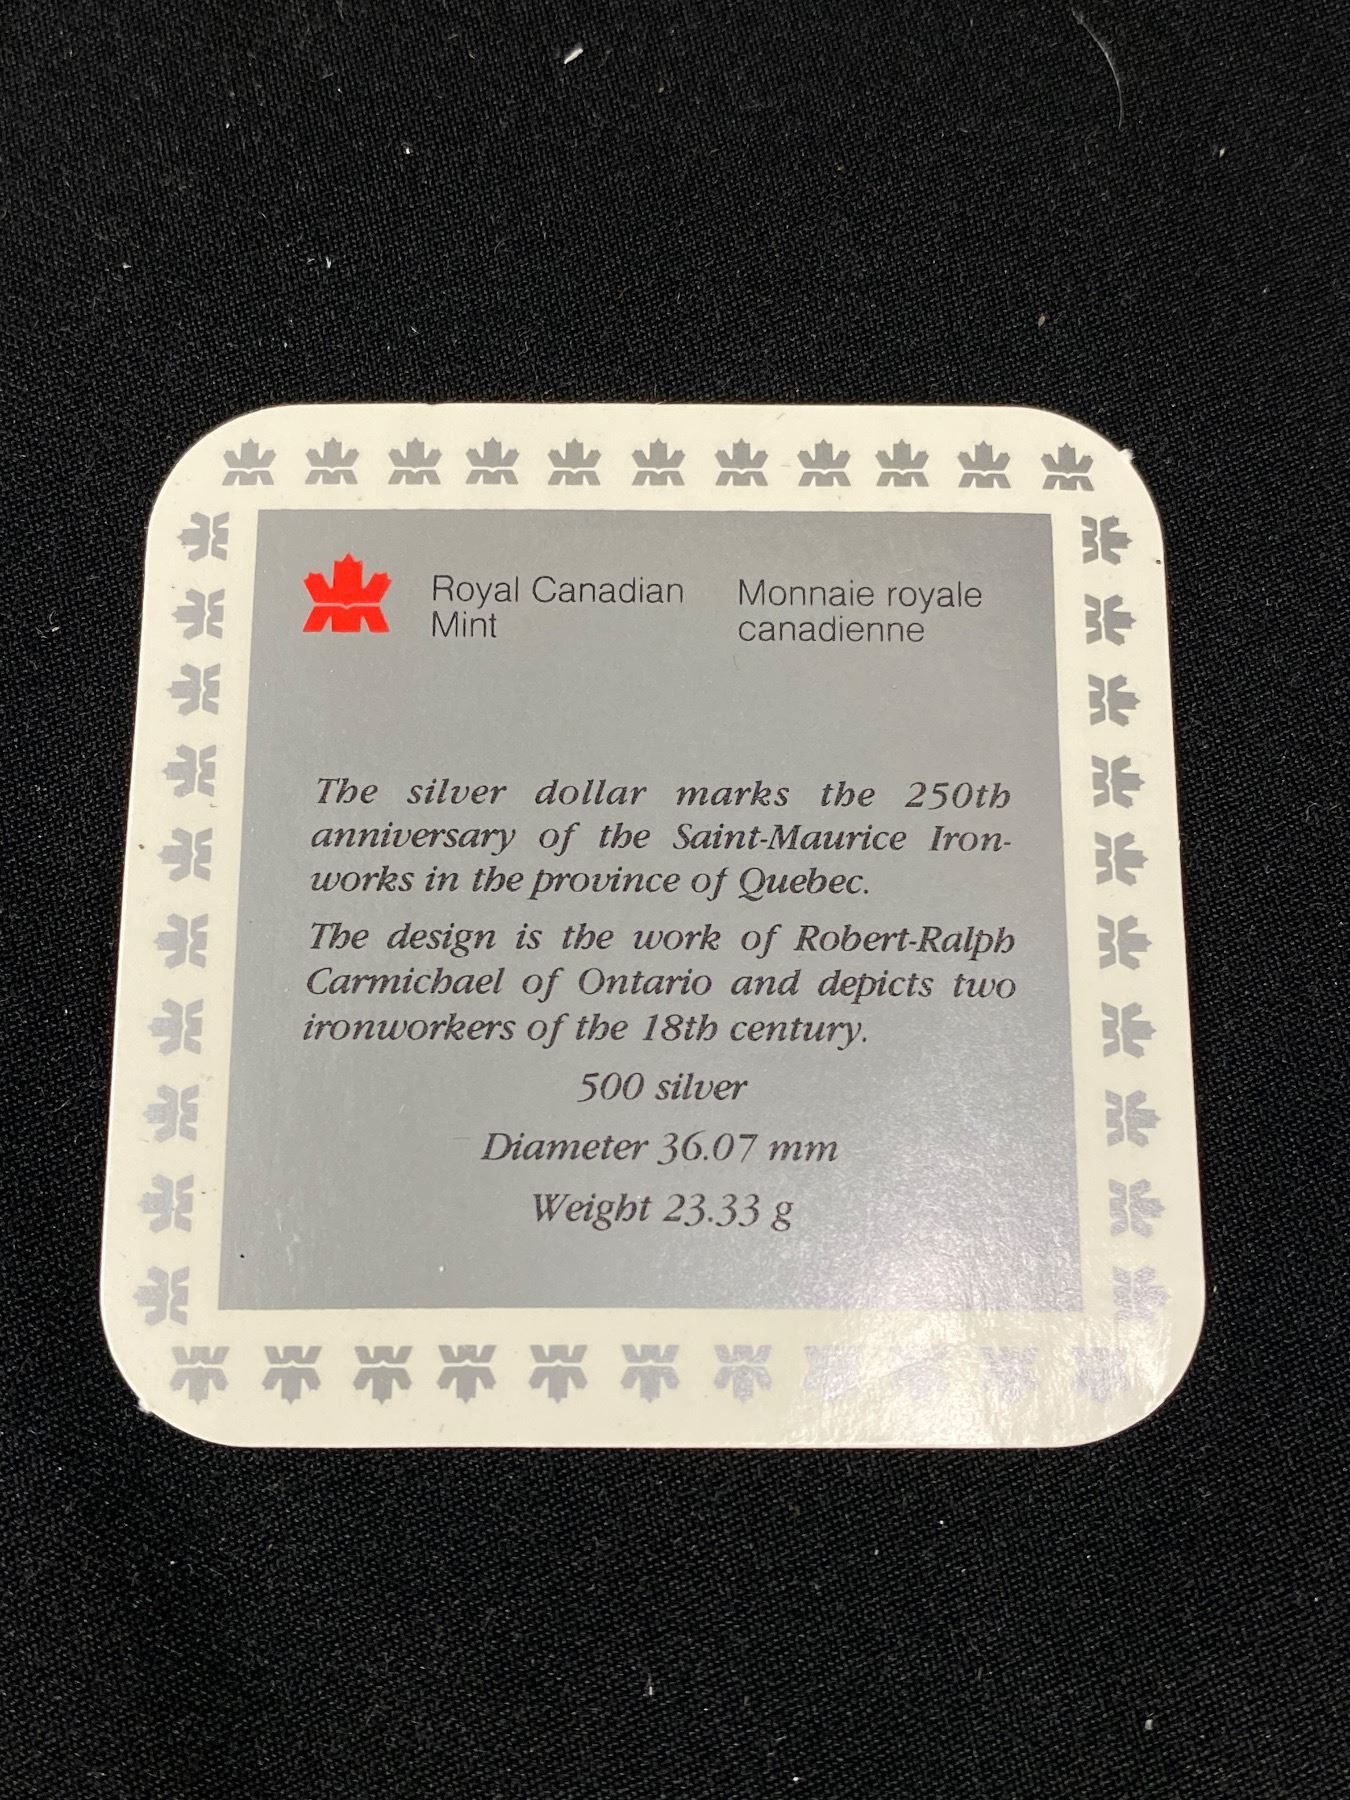 Royal Canadian Mint
Monnaie royale canadienne
The silver dollar marks the 250th
anniversary of the Saint-Maurice Iron-
works in the province of Quebec.
The design is the work of Robert-Ralph
Carmichael of Ontario and depicts two
ironworkers of the 18th century.
500 silver
Diameter 36.07 mm
Weight 23.33 g